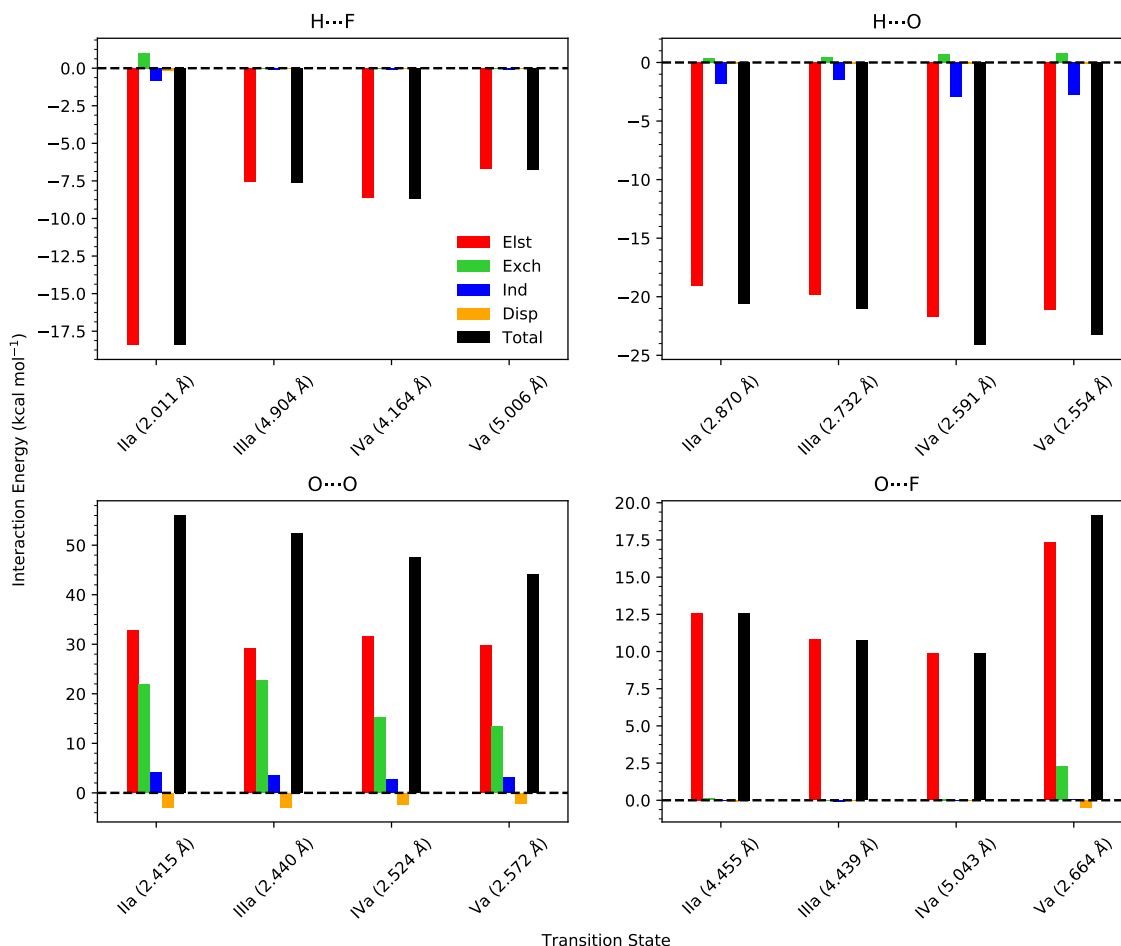 H···F
H···O
0.0
−2.5
−5.0
−7.5
−10.0
−12.5
−15.0
−17.5
Elst
Exch
Ind
Disp
Total
IIa (2.011 Å)
IIIa (4.904 Å)
IVa (4.164 Å)
Va (5.006 Å)
0
−5
−10
−15
−20
−25
IIa (2.870 Å)
IIIa (2.732 Å)
IVa (2.591 Å)
Va (2.554 Å)
Interaction Energy (kcal mol⁻¹)
O···O
O···F
50
40
30
20
10
0
IIa (2.415 Å)
IIIa (2.440 Å)
IVa (2.524 Å)
Va (2.572 Å)
20.0
17.5
15.0
12.5
10.0
7.5
5.0
2.5
0.0
IIa (4.455 Å)
IIIa (4.439 Å)
IVa (5.043 Å)
Va (2.664 Å)
Transition State